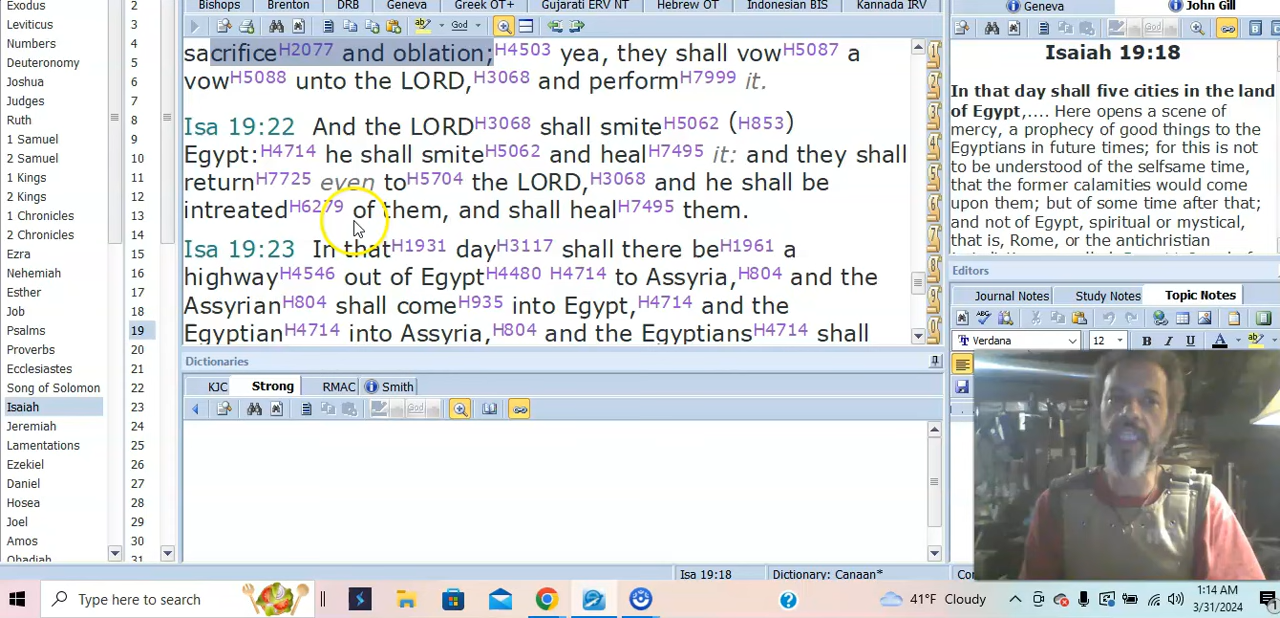 Exodus
Leviticus
Numbers
Deuteronomy
Joshua
Judges
Ruth
1 Samuel
2 Samuel
1 Kings
2 Kings
1 Chronicles
2 Chronicles
Ezra
Nehemiah
Esther
Job
Psalms
Proverbs
Ecclesiastes
Song of Solomon
Isaiah
Jeremiah
Lamentations
Ezekiel
Daniel
Hosea
Joel
Amos
Obadiah
2
3
4
5
6
7
8
9
10
11
12
13
14
15
16
17
18
19
20
21
22
23
24
25
26
27
28
29
30
31
Bishops Brenton DRB Geneva Greek OT+ Gujarati ERV NT Hebrew OT Indonesian BIS Kannada IRV
God
sacrificeH2077 and oblation;H4503 yea, they shall vowH5087 a
vowH5088 unto the LORD,H3068 and performH7999 it.
Isa 19:22 And the LORDH3068 shall smiteH5062 (H853)
Egypt:H4714 he shall smiteH5062 and healH7495 it: and they shall
returnH7725 even toH5704 the LORD,H3068 and he shall be
intreatedH6279 of them, and shall healH7495 them.
Isa 19:23 In thatH1931 dayH3117 shall there beH1961 a
highwayH4546 out of EgyptH4480 H4714 to Assyria,H804 and the
AssyrianH804 shall comeH935 into Egypt,H4714 and the
EgyptianH4714 into Assyria,H804 and the EgyptiansH4714 shall
Dictionaries
KJC Strong RMAC Smith
God
Isa 19:18 Dictionary: Canaan* Con
Geneva John Gill
God
Isaiah 19:18
In that day shall five cities in the land
of Egypt,.... Here opens a scene of
mercy, a prophecy of good things to the
Egyptians in future times; for this is not
to be understood of the selfsame time,
that the former calamities would come
upon them; but of some time after that;
and not of Egypt, spiritual or mystical,
that is, Rome, or the antichristian
Editors
Journal Notes Study Notes Topic Notes
ABC
Verdana 12 B I U A ab
Type here to search
41°F Cloudy
1:14 AM
3/31/2024